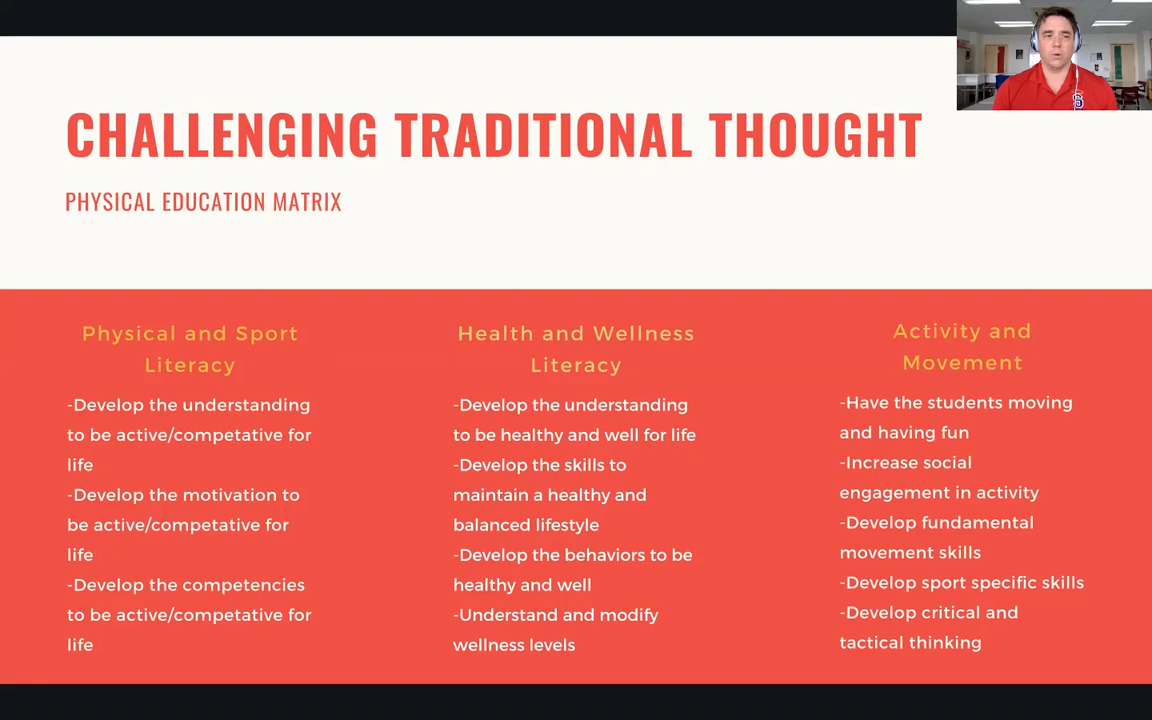 CHALLENGING TRADITIONAL THOUGHT
PHYSICAL EDUCATION MATRIX
Physical and Sport
Literacy
-Develop the understanding
to be active/competative for
life
-Develop the motivation to
be active/competative for
life
-Develop the competencies
to be active/competative for
life
Health and Wellness
Literacy
-Develop the understanding
to be healthy and well for life
-Develop the skills to
maintain a healthy and
balanced lifestyle
-Develop the behaviors to be
healthy and well
-Understand and modify
wellness levels
Activity and
Movement
-Have the students moving
and having fun
-Increase social
engagement in activity
-Develop fundamental
movement skills
-Develop sport specific skills
-Develop critical and
tactical thinking